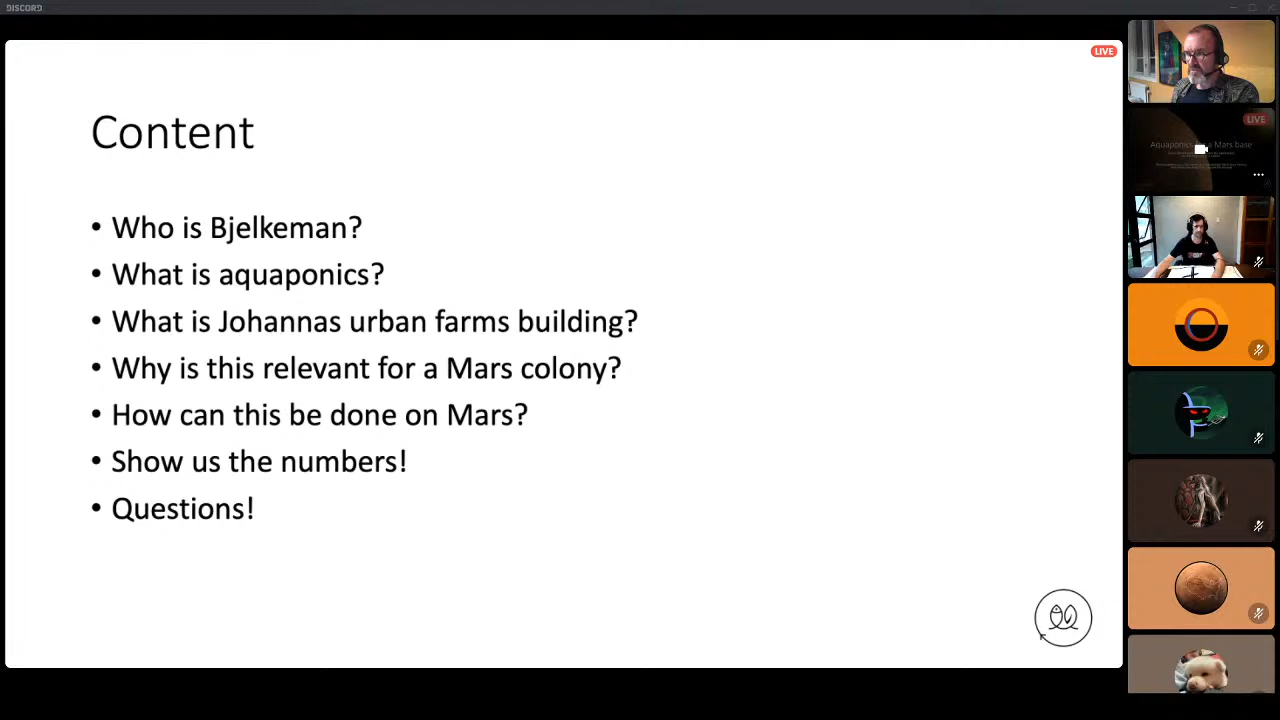 DISCORD
LIVE
Content
• Who is Bjelkeman?
• What is aquaponics?
• What is Johannas urban farms building?
• Why is this relevant for a Mars colony?
• How can this be done on Mars?
• Show us the numbers!
• Questions!
LIVE
Aquaponics for a Mars base